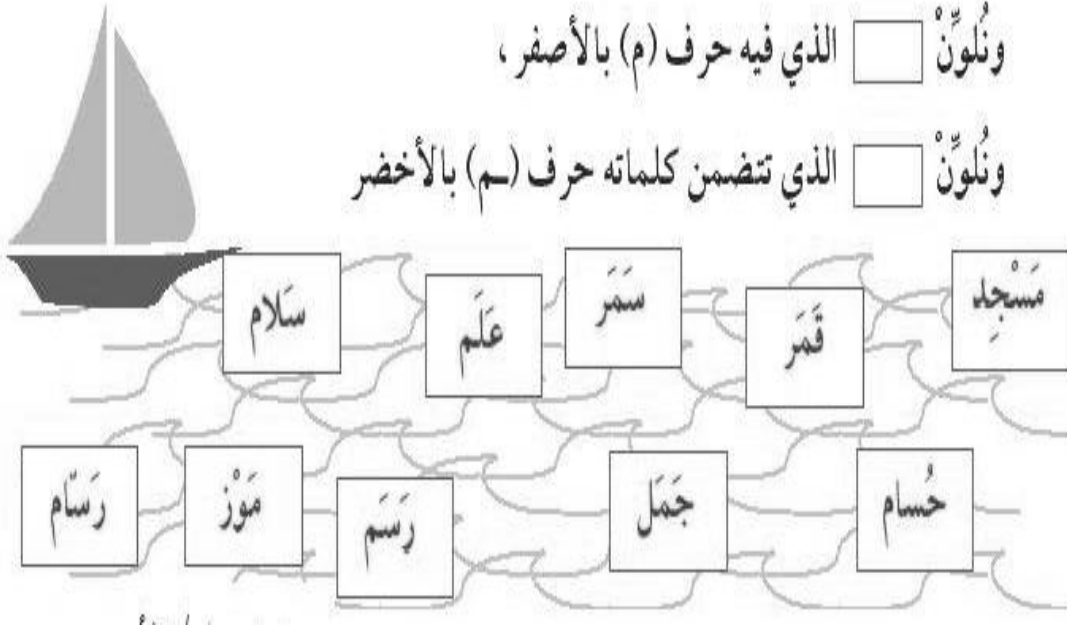 ونُلوِّنْ الذي فيه حرف (م) بالأصفر ،
ونُلوِّنْ الذي تتضمن كلماته حرف (ـم) بالأخضر
مَسْجِد
قَمَر
سَمَر
عَلَم
سَلام
حُسام
جَمَل
رَسَم
مَوْز
رَسّام